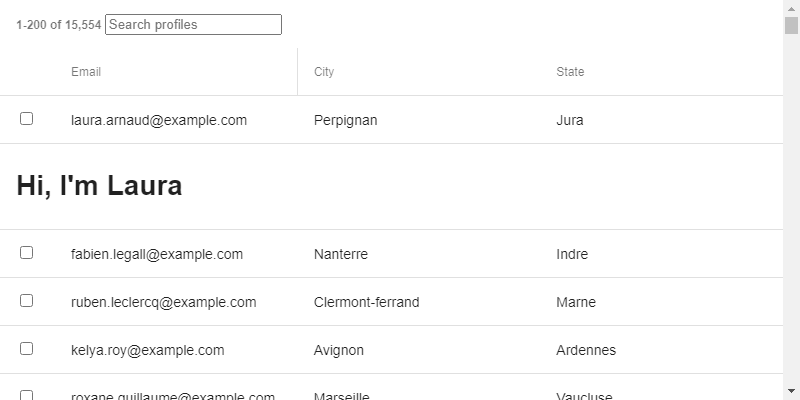 1-200 of 15,554 Search profiles
Email City State
laura.arnaud@example.com Perpignan Jura
Hi, I'm Laura
fabien.legall@example.com Nanterre Indre
ruben.leclercq@example.com Clermont-ferrand Marne
kelya.roy@example.com Avignon Ardennes
roxane.guillaume@example.com Marseille Vaucluse